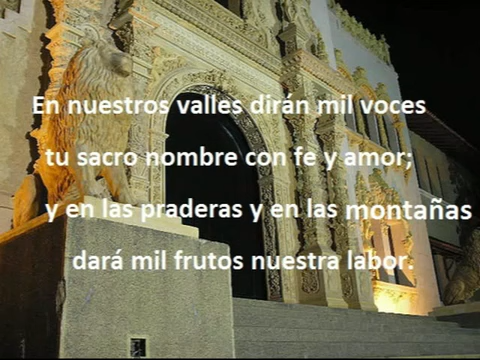 En nuestros valles dirán mil voces
tu sacro nombre con fe y amor;
y en las praderas y en las montañas
dará mil frutos nuestra labor.